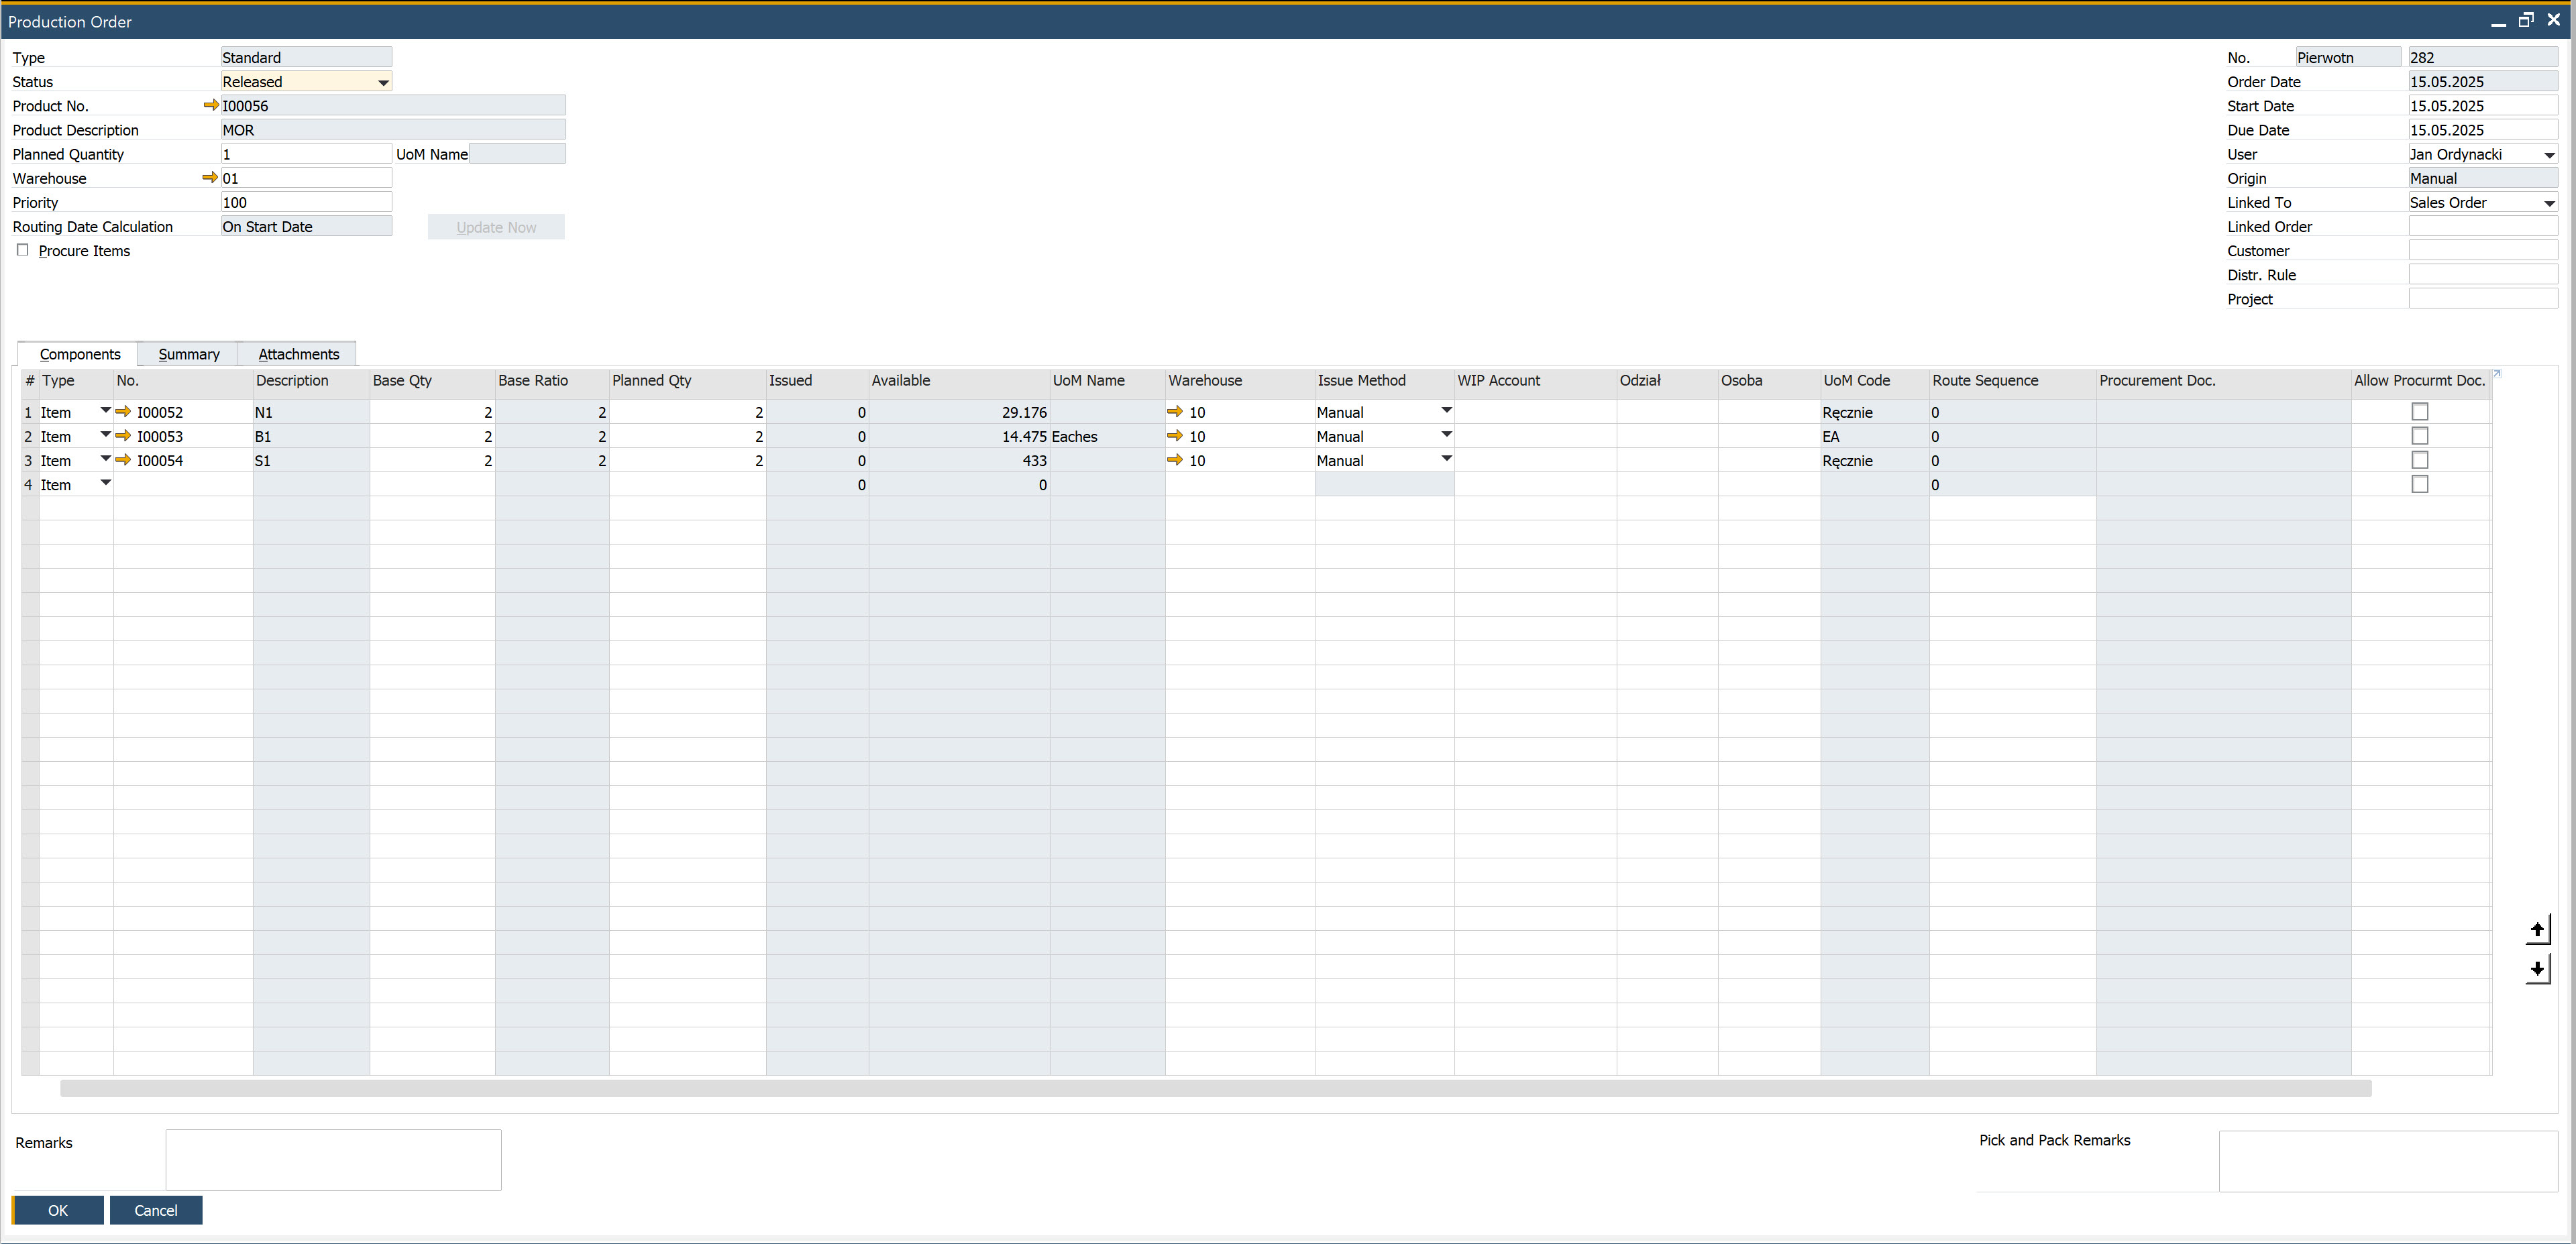 Production Order
Type Standard
Status Released
Product No. I00056
Product Description MOR
Planned Quantity 1 UoM Name
Warehouse 01
Priority 100
Routing Date Calculation On Start Date Update Now
Procure Items
No. Pierwotn 282
Order Date 15.05.2025
Start Date 15.05.2025
Due Date 15.05.2025
User Jan Ordynacki
Origin Manual
Linked To Sales Order
Linked Order
Customer
Distr. Rule
Project
Components Summary Attachments
# Type No. Description Base Qty Base Ratio Planned Qty Issued Available UoM Name Warehouse Issue Method WIP Account Odział Osoba UoM Code Route Sequence Procurement Doc. Allow Procurmt Doc.
1 Item I00052 N1 2 2 2 0 29.176 10 Manual Ręcznie 0
2 Item I00053 B1 2 2 2 0 14.475 Eaches 10 Manual EA 0
3 Item I00054 S1 2 2 2 0 433 10 Manual Ręcznie 0
4 Item 0 0 0
Remarks
Pick and Pack Remarks
OK Cancel